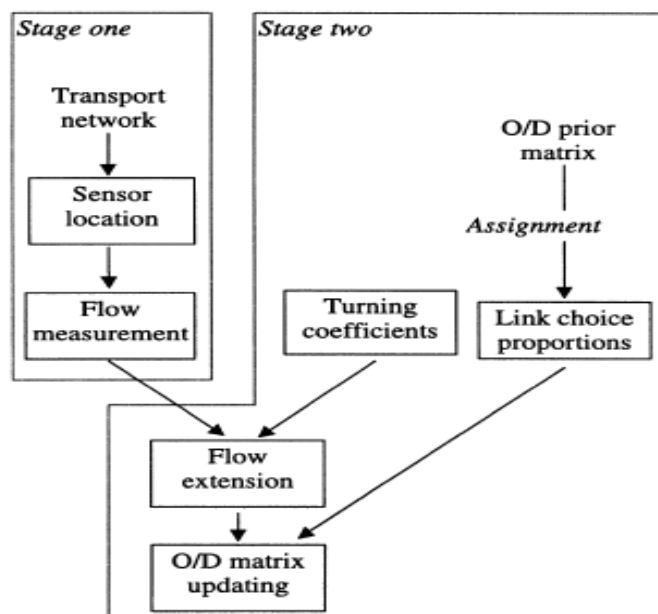 Stage one
Stage two
Transport
network
O/D prior
matrix
Sensor
location
Assignment
Flow
measurement
Turning
coefficients
Link choice
proportions
Flow
extension
O/D matrix
updating